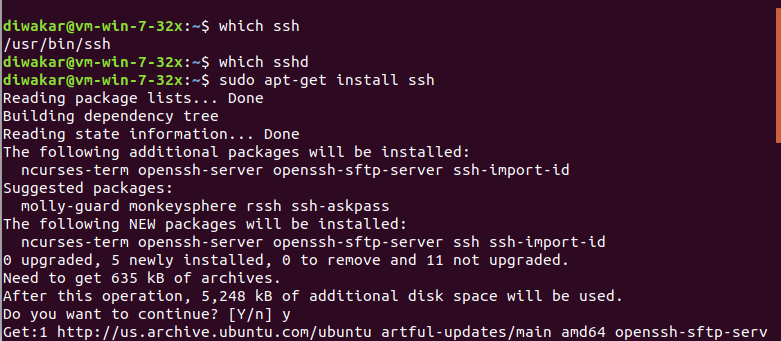 diwakar@vm-win-7-32x:~$ which ssh
/usr/bin/ssh
diwakar@vm-win-7-32x:~$ which sshd
diwakar@vm-win-7-32x:~$ sudo apt-get install ssh
Reading package lists... Done
Building dependency tree
Reading state information... Done
The following additional packages will be installed:
  ncurses-term openssh-server openssh-sftp-server ssh-import-id
Suggested packages:
  molly-guard monkeysphere rssh ssh-askpass
The following NEW packages will be installed:
  ncurses-term openssh-server openssh-sftp-server ssh ssh-import-id
0 upgraded, 5 newly installed, 0 to remove and 11 not upgraded.
Need to get 635 kB of archives.
After this operation, 5,248 kB of additional disk space will be used.
Do you want to continue? [Y/n] y
Get:1 http://us.archive.ubuntu.com/ubuntu artful-updates/main amd64 openssh-sftp-serv